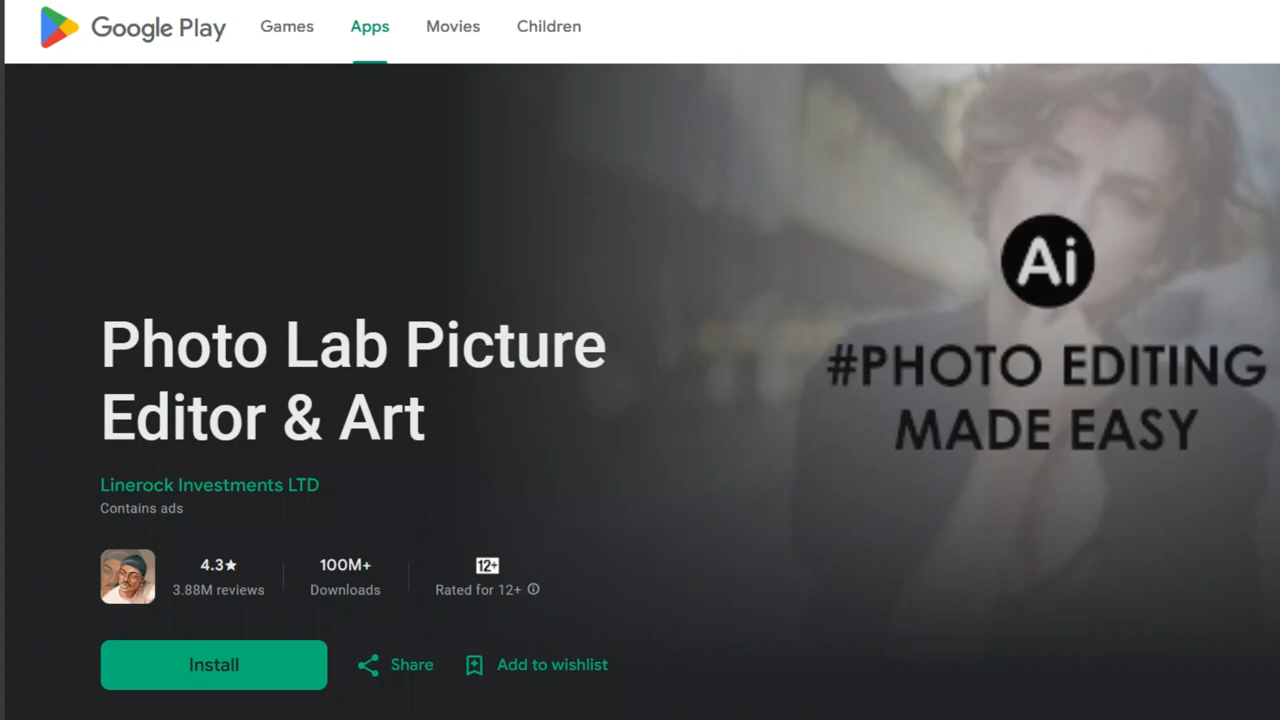 Google Play Games Apps Movies Children
Ai
#PHOTO EDITING
MADE EASY
Photo Lab Picture
Editor & Art
Linerock Investments LTD
Contains ads
4.3★ 100M+ 12+
3.88M reviews Downloads Rated for 12+
Install Share Add to wishlist